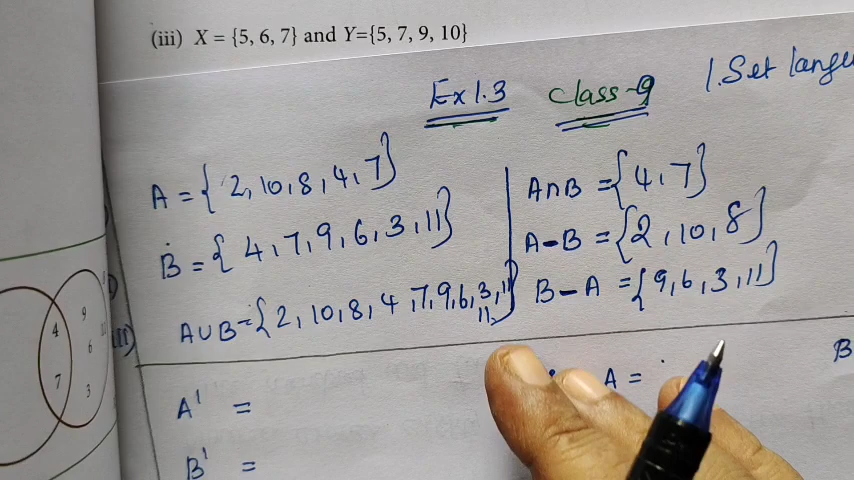 (iii) X = {5, 6, 7} and Y={5, 7, 9, 10}
Ex 1.3 class-9 1. Set
A = { 2, 10, 8, 4, 7}
B = { 4, 7, 9, 6, 3, 11}
A∪B = { 2, 10, 8, 4, 7, 9, 6, 3, 11
11, }
A∩B = {4, 7}
A-B = {2, 10, 8}
B-A = {9, 6, 3, 11}
4 9
6
7 3
A' =
A =
B
B' =